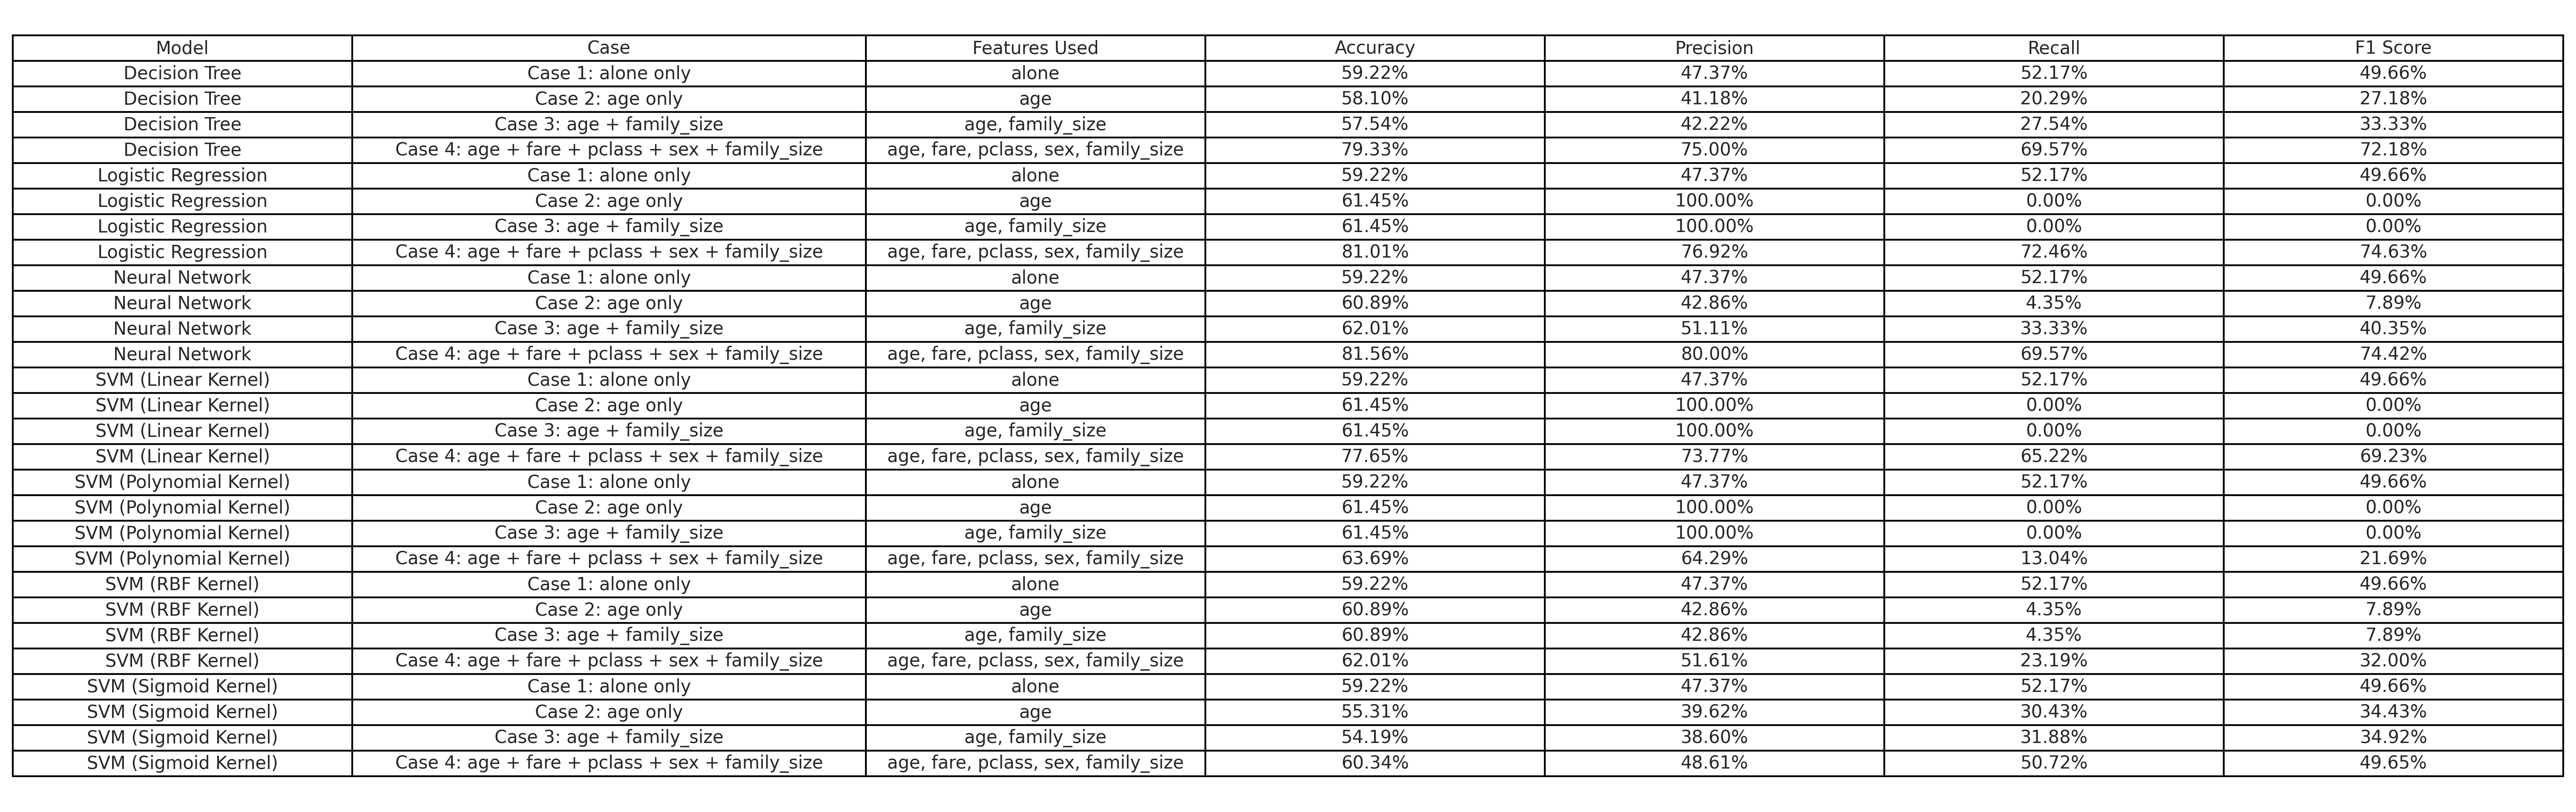 Model Case Features Used Accuracy Precision Recall F1 Score
Decision Tree Case 1: alone only alone 59.22% 47.37% 52.17% 49.66%
Decision Tree Case 2: age only age 58.10% 41.18% 20.29% 27.18%
Decision Tree Case 3: age + family_size age, family_size 57.54% 42.22% 27.54% 33.33%
Decision Tree Case 4: age + fare + pclass + sex + family_size age, fare, pclass, sex, family_size 79.33% 75.00% 69.57% 72.18%
Logistic Regression Case 1: alone only alone 59.22% 47.37% 52.17% 49.66%
Logistic Regression Case 2: age only age 61.45% 100.00% 0.00% 0.00%
Logistic Regression Case 3: age + family_size age, family_size 61.45% 100.00% 0.00% 0.00%
Logistic Regression Case 4: age + fare + pclass + sex + family_size age, fare, pclass, sex, family_size 81.01% 76.92% 72.46% 74.63%
Neural Network Case 1: alone only alone 59.22% 47.37% 52.17% 49.66%
Neural Network Case 2: age only age 60.89% 42.86% 4.35% 7.89%
Neural Network Case 3: age + family_size age, family_size 62.01% 51.11% 33.33% 40.35%
Neural Network Case 4: age + fare + pclass + sex + family_size age, fare, pclass, sex, family_size 81.56% 80.00% 69.57% 74.42%
SVM (Linear Kernel) Case 1: alone only alone 59.22% 47.37% 52.17% 49.66%
SVM (Linear Kernel) Case 2: age only age 61.45% 100.00% 0.00% 0.00%
SVM (Linear Kernel) Case 3: age + family_size age, family_size 61.45% 100.00% 0.00% 0.00%
SVM (Linear Kernel) Case 4: age + fare + pclass + sex + family_size age, fare, pclass, sex, family_size 77.65% 73.77% 65.22% 69.23%
SVM (Polynomial Kernel) Case 1: alone only alone 59.22% 47.37% 52.17% 49.66%
SVM (Polynomial Kernel) Case 2: age only age 61.45% 100.00% 0.00% 0.00%
SVM (Polynomial Kernel) Case 3: age + family_size age, family_size 61.45% 100.00% 0.00% 0.00%
SVM (Polynomial Kernel) Case 4: age + fare + pclass + sex + family_size age, fare, pclass, sex, family_size 63.69% 64.29% 13.04% 21.69%
SVM (RBF Kernel) Case 1: alone only alone 59.22% 47.37% 52.17% 49.66%
SVM (RBF Kernel) Case 2: age only age 60.89% 42.86% 4.35% 7.89%
SVM (RBF Kernel) Case 3: age + family_size age, family_size 60.89% 42.86% 4.35% 7.89%
SVM (RBF Kernel) Case 4: age + fare + pclass + sex + family_size age, fare, pclass, sex, family_size 62.01% 51.61% 23.19% 32.00%
SVM (Sigmoid Kernel) Case 1: alone only alone 59.22% 47.37% 52.17% 49.66%
SVM (Sigmoid Kernel) Case 2: age only age 55.31% 39.62% 30.43% 34.43%
SVM (Sigmoid Kernel) Case 3: age + family_size age, family_size 54.19% 38.60% 31.88% 34.92%
SVM (Sigmoid Kernel) Case 4: age + fare + pclass + sex + family_size age, fare, pclass, sex, family_size 60.34% 48.61% 50.72% 49.65%